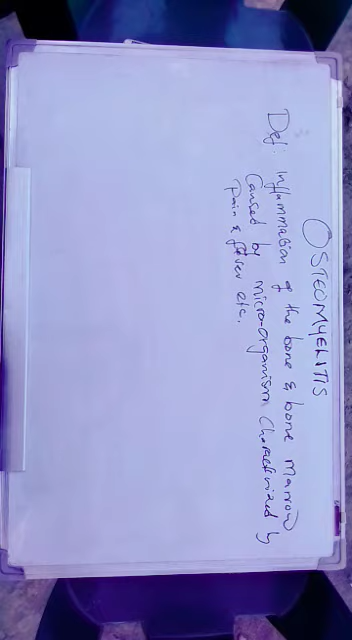 OSTEOMYELITIS
Def: Inflammation of the bone & bone marrow
Caused by micro-organism Characterized by
Pain & fever etc.